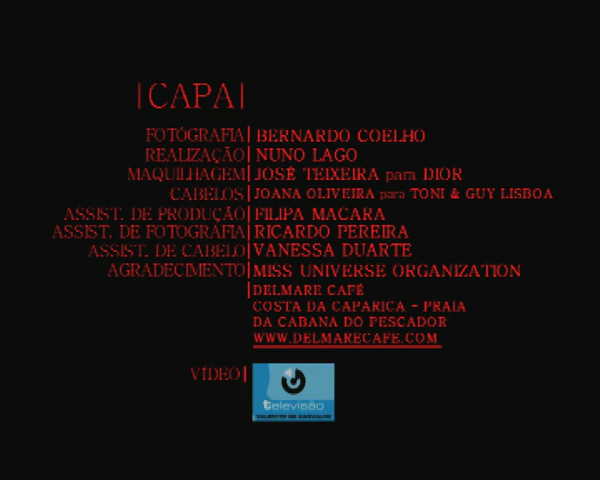 |CAPA|
FOTÓGRAFIA| BERNARDO COELHO
REALIZAÇÃO| NUNO LAGO
MAQUILHAGEM| JOSÉ TEIXEIRA para DIOR
CABELOS| JOANA OLIVEIRA para TONI & GUY LISBOA
ASSIST. DE PRODUÇÃO| FILIPA MACARA
ASSIST. DE FOTOGRAFIA| RICARDO PEREIRA
ASSIST. DE CABELO| VANESSA DUARTE
AGRADECIMENTO| MISS UNIVERSE ORGANIZATION
| DELMARE CAFÉ
COSTA DA CAPARICA - PRAIA
DA CABANA DO PESCADOR
WWW.DELMARECAFE.COM
VÍDEO|
televisão